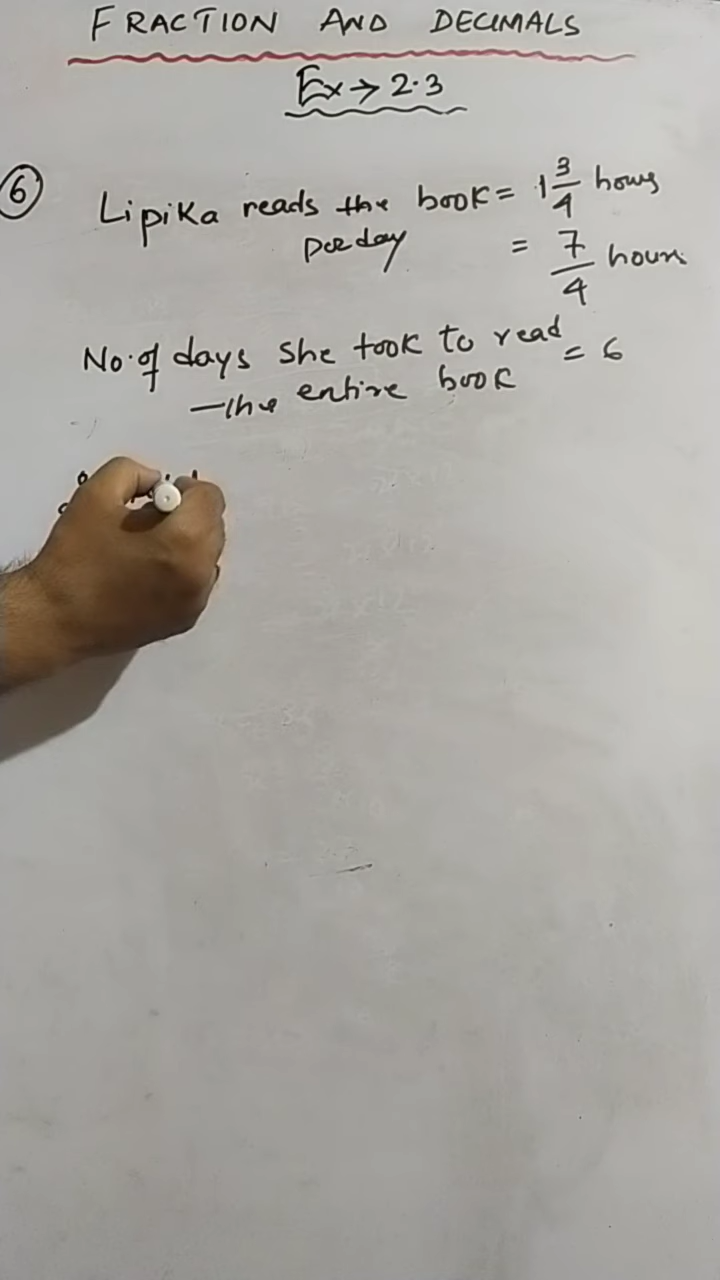 FRACTION AND DECIMALS
Ex → 2.3
6 Lipika reads the book = 1 3/4 hours
per day = 7/4 hours
No. of days she took to read = 6
the entire book